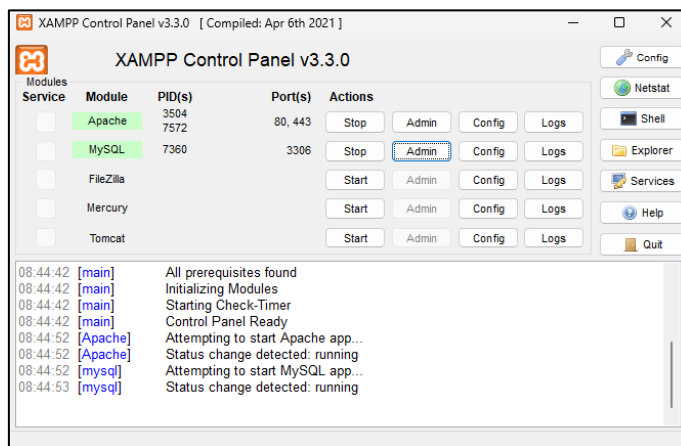 XAMPP Control Panel v3.3.0 [ Compiled: Apr 6th 2021 ]
XAMPP Control Panel v3.3.0
Config
Modules
Service Module PID(s) Port(s) Actions
Netstat
Apache 3504 7572 80, 443 Stop Admin Config Logs
Shell
MySQL 7360 3306 Stop Admin Config Logs
Explorer
FileZilla Start Admin Config Logs
Services
Mercury Start Admin Config Logs
Help
Tomcat Start Admin Config Logs
Quit
08:44:42 [main] All prerequisites found
08:44:42 [main] Initializing Modules
08:44:42 [main] Starting Check-Timer
08:44:42 [main] Control Panel Ready
08:44:52 [Apache] Attempting to start Apache app...
08:44:52 [Apache] Status change detected: running
08:44:52 [mysql] Attempting to start MySQL app...
08:44:53 [mysql] Status change detected: running